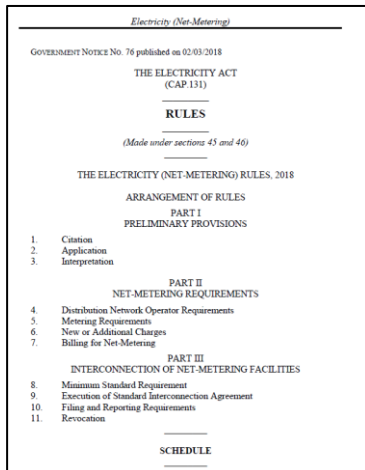 Electricity (Net-Metering)
GOVERNMENT NOTICE NO. 76 published on 02/03/2018
THE ELECTRICITY ACT
(CAP.131)
RULES
(Made under sections 45 and 46)
THE ELECTRICITY (NET-METERING) RULES, 2018
ARRANGEMENT OF RULES
PART I
PRELIMINARY PROVISIONS
1. Citation
2. Application
3. Interpretation
PART II
NET-METERING REQUIREMENTS
4. Distribution Network Operator Requirements
5. Metering Requirements
6. New or Additional Charges
7. Billing for Net-Metering
PART III
INTERCONNECTION OF NET-METERING FACILITIES
8. Minimum Standard Requirement
9. Execution of Standard Interconnection Agreement
10. Filing and Reporting Requirements
11. Revocation
SCHEDULE